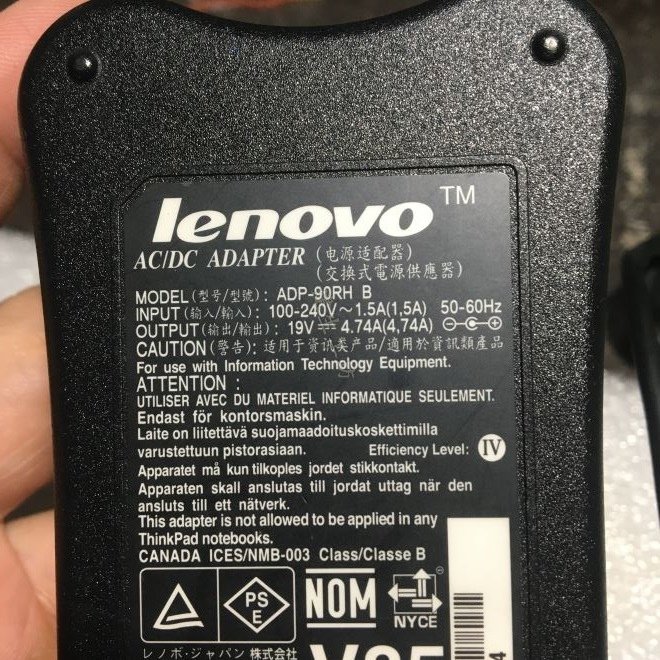 lenovo™
AC/DC ADAPTER (电源适配器)
(交換式電源供應器)
MODEL(型号/型號): ADP-90RH B
INPUT (输入/輸入): 100-240V～1.5A(1,5A) 50-60Hz
OUTPUT (输出/輸出): 19V⎓4.74A(4,74A)
CAUTION (警告): 适用于资讯类产品/適用於資訊類產品
For use with Information Technology Equipment.
ATTENTION :
UTILISER AVEC DU MATERIEL INFORMATIQUE SEULEMENT.
Endast för kontorsmaskin.
Laite on liitettävä suojamaadoituskoskettimilla
varustettuun pistorasiaan. Efficiency Level: IV
Apparatet må kun tilkoples jordet stikkontakt.
Apparaten skall anslutas till jordat uttag när den
ansluts till ett nätverk.
This adapter is not allowed to be applied in any
ThinkPad notebooks.
CANADA ICES/NMB-003 Class/Classe B
PS
E
NOM
NYCE
レノボ・ジャパン 株式会社